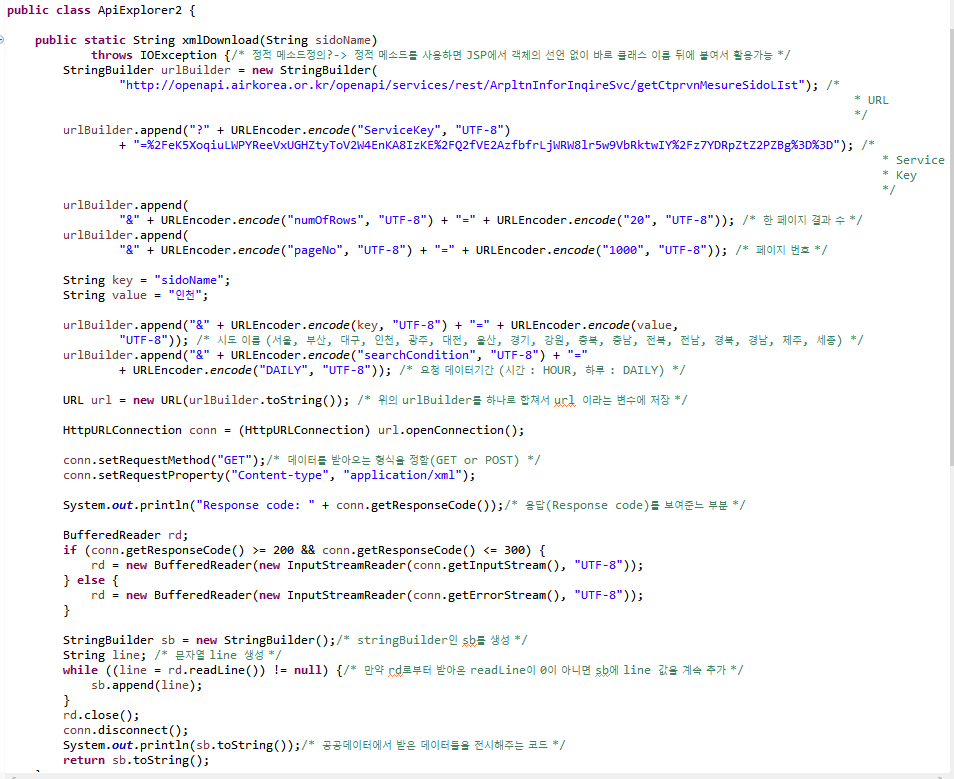 public class ApiExplorer2 {
public static String xmlDownload(String sidoName)
throws IOException {/* 정적 메소드정의?-> 정적 메소드를 사용하면 JSP에서 객체의 선언 없이 바로 클래스 이름 뒤에 붙여서 활용가능 */
StringBuilder urlBuilder = new StringBuilder(
"http://openapi.airkorea.or.kr/openapi/services/rest/ArpltnInforInqireSvc/getCtprvnMesureSidoLIst"); /*
* URL
*/
urlBuilder.append("?" + URLEncoder.encode("ServiceKey", "UTF-8")
+ "=%2FeK5XoqiuLWPYReeVxUGHZtyToV2W4EnKA8IzKE%2FQ2fVE2AzfbfrLjWRW8lr5w9VbRktwIY%2Fz7YDRpZtZ2PZBg%3D%3D"); /*
* Service
* Key
*/
urlBuilder.append(
"&" + URLEncoder.encode("numOfRows", "UTF-8") + "=" + URLEncoder.encode("20", "UTF-8")); /* 한 페이지 결과 수 */
urlBuilder.append(
"&" + URLEncoder.encode("pageNo", "UTF-8") + "=" + URLEncoder.encode("1000", "UTF-8")); /* 페이지 번호 */
String key = "sidoName";
String value = "인천";
urlBuilder.append("&" + URLEncoder.encode(key, "UTF-8") + "=" + URLEncoder.encode(value,
"UTF-8")); /* 시도 이름 (서울, 부산, 대구, 인천, 광주, 대전, 울산, 경기, 강원, 충북, 충남, 전북, 전남, 경북, 경남, 제주, 세종) */
urlBuilder.append("&" + URLEncoder.encode("searchCondition", "UTF-8") + "="
+ URLEncoder.encode("DAILY", "UTF-8")); /* 요청 데이터기간 (시간 : HOUR, 하루 : DAILY) */
URL url = new URL(urlBuilder.toString()); /* 위의 urlBuilder를 하나로 합쳐서 url 이라는 변수에 저장 */
HttpURLConnection conn = (HttpURLConnection) url.openConnection();
conn.setRequestMethod("GET");/* 데이터를 받아오는 형식을 정함(GET or POST) */
conn.setRequestProperty("Content-type", "application/xml");
System.out.println("Response code: " + conn.getResponseCode());/* 응답(Response code)를 보여준느 부분 */
BufferedReader rd;
if (conn.getResponseCode() >= 200 && conn.getResponseCode() <= 300) {
rd = new BufferedReader(new InputStreamReader(conn.getInputStream(), "UTF-8"));
} else {
rd = new BufferedReader(new InputStreamReader(conn.getErrorStream(), "UTF-8"));
}
StringBuilder sb = new StringBuilder();/* stringBuilder인 sb를 생성 */
String line; /* 문자열 line 생성 */
while ((line = rd.readLine()) != null) {/* 만약 rd로부터 받아온 readLine이 0이 아니면 sb에 line 값을 계속 추가 */
sb.append(line);
}
rd.close();
conn.disconnect();
System.out.println(sb.toString());/* 공공데이터에서 받은 데이터들을 전시해주는 코드 */
return sb.toString();